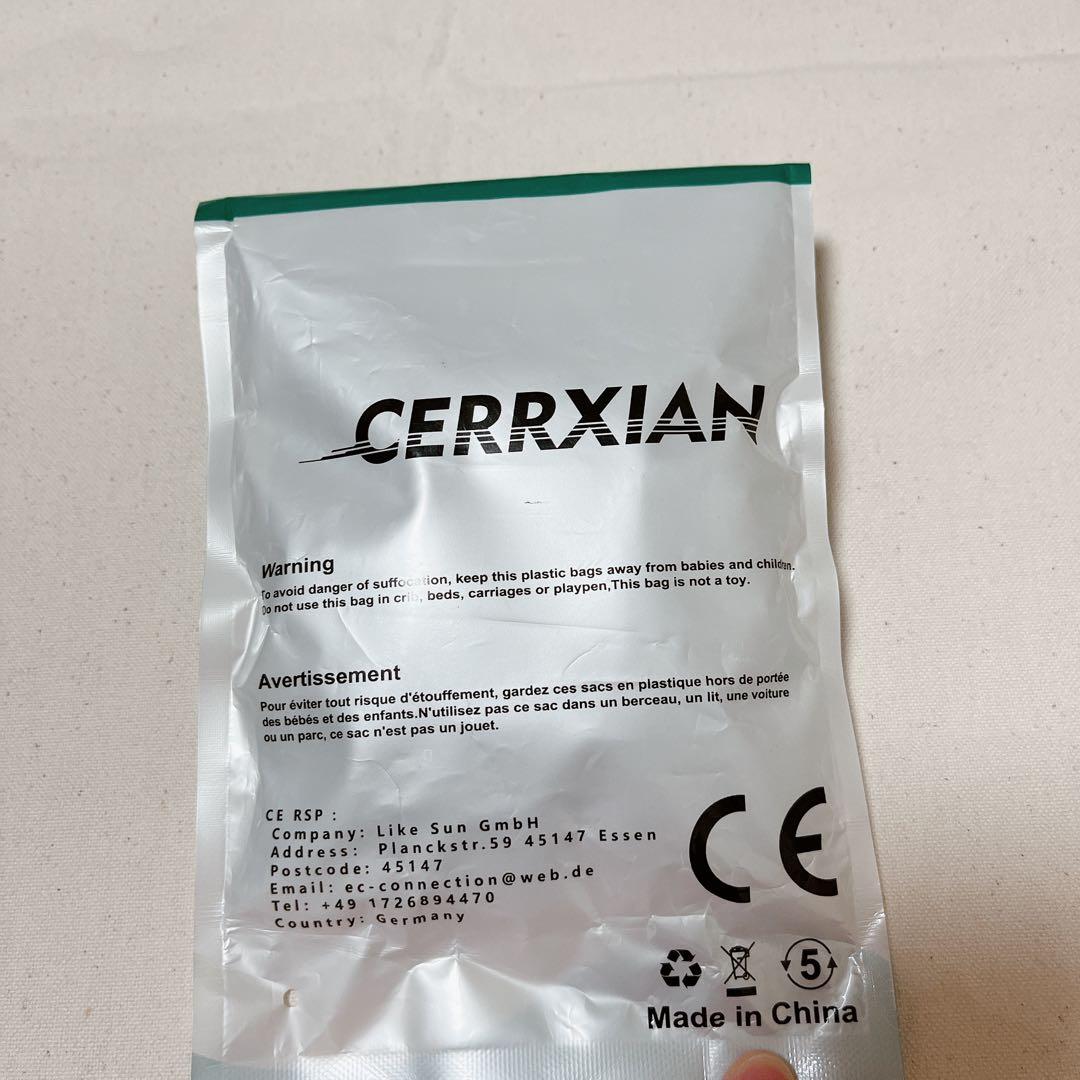 CERRXIAN
Warning
To avoid danger of suffocation, keep this plastic bags away from babies and children.
Do not use this bag in crib, beds, carriages or playpen,This bag is not a toy.
Avertissement
Pour éviter tout risque d'étouffement, gardez ces sacs en plastique hors de portée
des bébés et des enfants.N'utilisez pas ce sac dans un berceau, un lit, une voiture
ou un parc, ce sac n'est pas un jouet.
CE RSP :
Company: Like Sun GmbH
Address: Planckstr.59 45147 Essen
Postcode: 45147
Email: ec-connection@web.de
Tel: +49 1726894470
Country: Germany
CE
5
Made in China